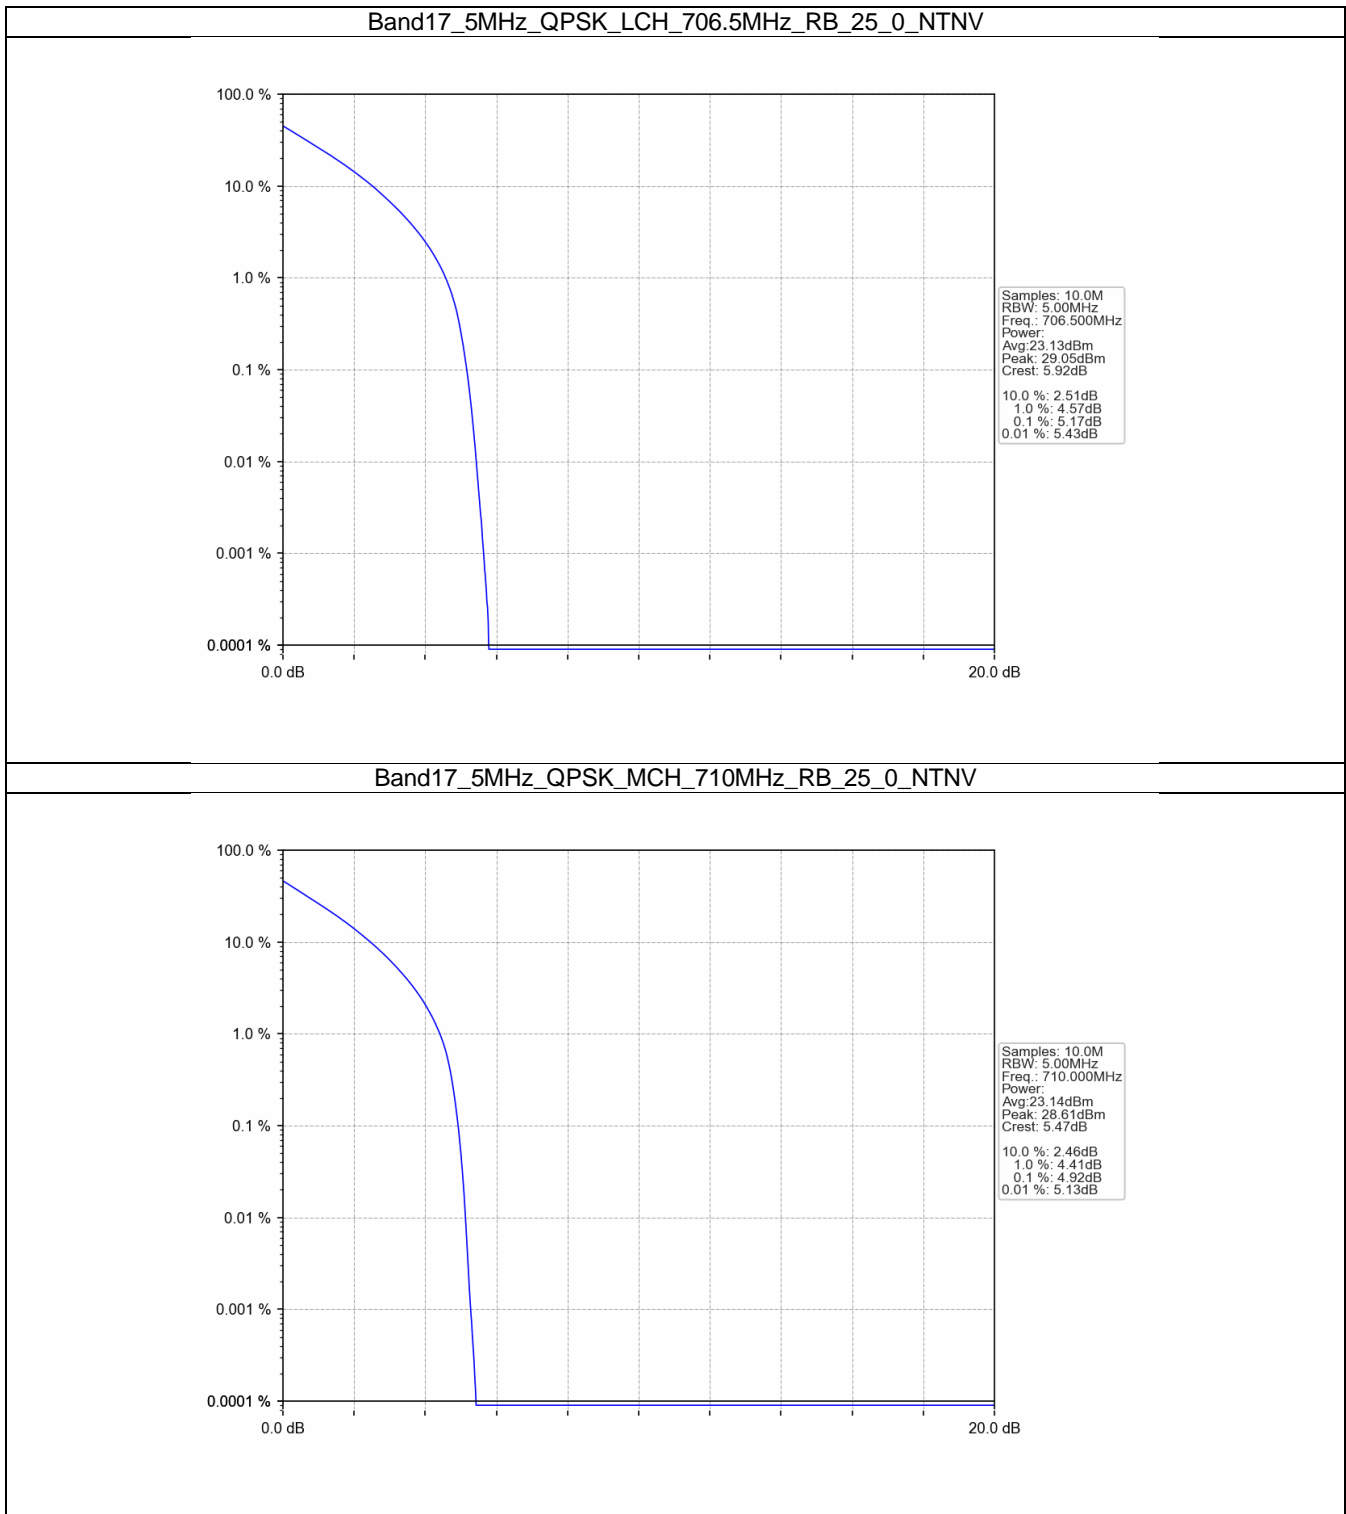 Band17_5MHz_QPSK_LCH_706.5MHz_RB_25_0_NTNV
100.0 %
10.0 %
1.0 %
0.1 %
0.01 %
0.001 %
0.0001 %
0.0 dB
20.0 dB
Samples: 10.0M
RBW: 5.00MHz
Freq.: 706.500MHz
Power:
Avg:23.13dBm
Peak: 29.05dBm
Crest: 5.92dB
10.0 %: 2.51dB
1.0 %: 4.57dB
0.1 %: 5.17dB
0.01 %: 5.43dB
Band17_5MHz_QPSK_MCH_710MHz_RB_25_0_NTNV
100.0 %
10.0 %
1.0 %
0.1 %
0.01 %
0.001 %
0.0001 %
0.0 dB
20.0 dB
Samples: 10.0M
RBW: 5.00MHz
Freq.: 710.000MHz
Power:
Avg:23.14dBm
Peak: 28.61dBm
Crest: 5.47dB
10.0 %: 2.46dB
1.0 %: 4.41dB
0.1 %: 4.92dB
0.01 %: 5.13dB